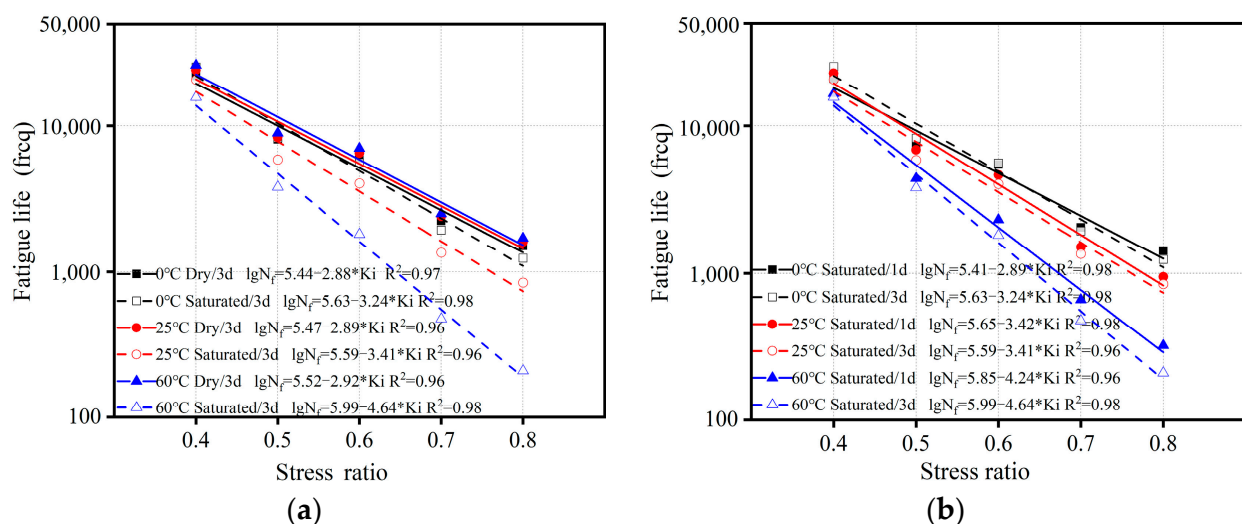 50,000
10,000
1,000
100
Fatigue life (frcq)
0°C Dry/3d lgNf=5.44−2.88*Ki R²=0.97
0°C Saturated/3d lgNf=5.63−3.24*Ki R²=0.98
25°C Dry/3d lgNf=5.47 2.89*Ki R²=0.96
25°C Saturated/3d lgNf=5.59−3.41*Ki R²=0.96
60°C Dry/3d lgNf=5.52−2.92*Ki R²=0.96
60°C Saturated/3d lgNf=5.99−4.64*Ki R²=0.98
0.4 0.5 0.6 0.7 0.8
Stress ratio
(a)
50,000
10,000
1,000
100
Fatigue life (frcq)
0°C Saturated/1d lgNf=5.41−2.89*Ki R²=0.98
0°C Saturated/3d lgNf=5.63−3.24*Ki R²=0.98
25°C Saturated/1d lgNf=5.65−3.42*Ki R²=0.98
25°C Saturated/3d lgNf=5.59−3.41*Ki R²=0.96
60°C Saturated/1d lgNf=5.85−4.24*Ki R²=0.96
60°C Saturated/3d lgNf=5.99−4.64*Ki R²=0.98
0.4 0.5 0.6 0.7 0.8
Stress ratio
(b)